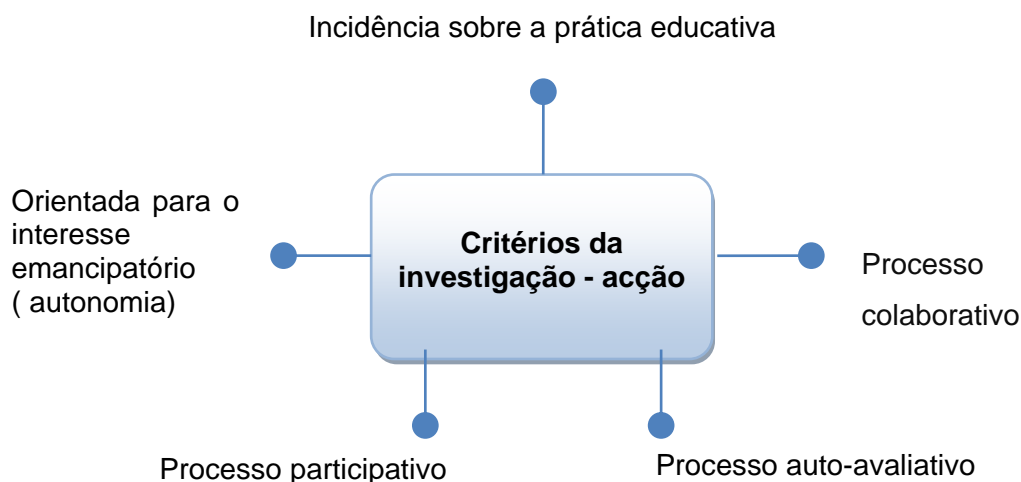 Incidência sobre a prática educativa
Orientada para o
interesse
emancipatório
( autonomia)
Critérios da
investigação - acção
Processo
colaborativo
Processo participativo
Processo auto-avaliativo